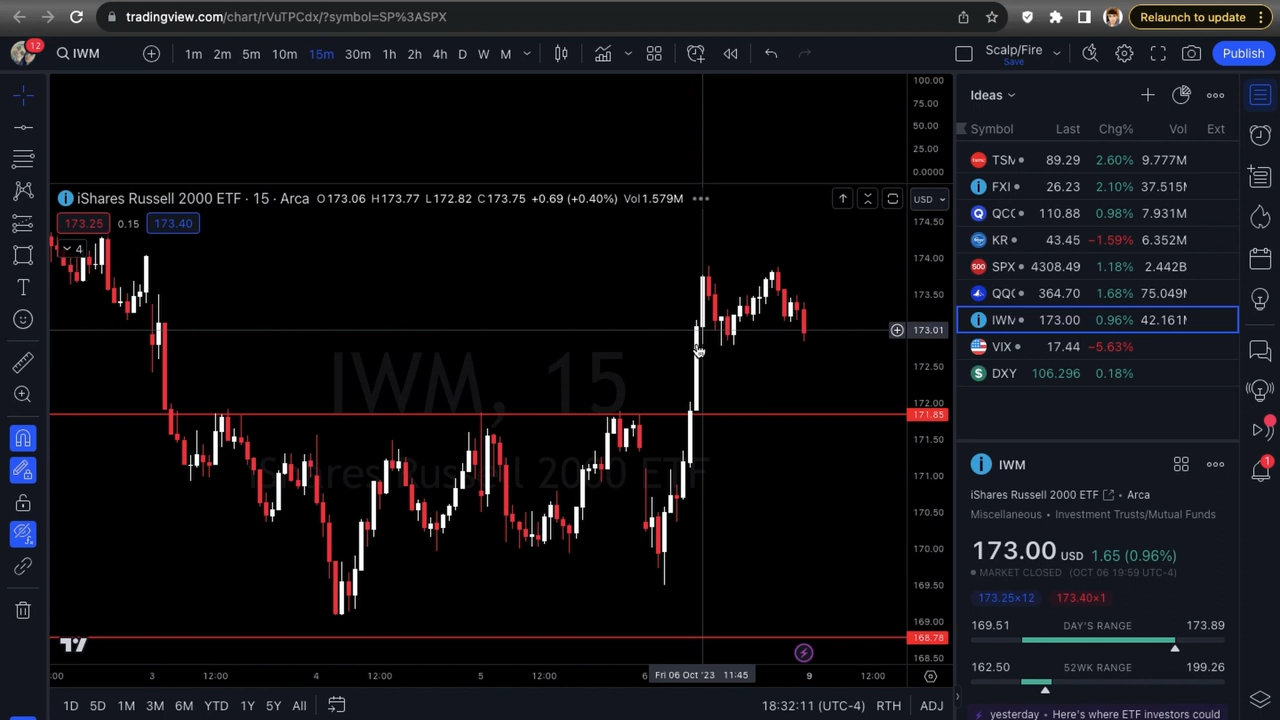 tradingview.com/chart/rVuTPCdx/?symbol=SP%3ASPX
Relaunch to update
12
IWM
1m 2m 5m 10m 15m 30m 1h 2h 4h D W M
Scalp/Fire
Save
Publish
100.00
75.00
50.00
25.00
0.0000
iShares Russell 2000 ETF · 15 · Arca O173.06 H173.77 L172.82 C173.75 +0.69 (+0.40%) Vol1.579M
USD
173.25 0.15 173.40
4
174.50
174.00
173.50
173.01
172.50
172.00
171.85
171.50
171.00
170.50
170.00
169.50
169.00
168.78
168.50
IWM, 15
iShares Russell 2000 ETF
:00 3 12:00 4 12:00 5 12:00 6 Fri 06 Oct '23 11:45 9 12:00
1D 5D 1M 3M 6M YTD 1Y 5Y All
18:32:11 (UTC-4) RTH ADJ
Ideas
Symbol Last Chg% Vol Ext
TSM 89.29 2.60% 9.777M
FXI 26.23 2.10% 37.515M
QCO 110.88 0.98% 7.931M
KR 43.45 −1.59% 6.352M
SPX 4308.49 1.18% 2.442B
QQQ 364.70 1.68% 75.049M
IWM 173.00 0.96% 42.161M
VIX 17.44 −5.63%
DXY 106.296 0.18%
IWM
iShares Russell 2000 ETF • Arca
Miscellaneous • Investment Trusts/Mutual Funds
173.00 USD 1.65 (0.96%)
MARKET CLOSED (OCT 06 19:59 UTC-4)
173.25×12 173.40×1
169.51 DAY'S RANGE 173.89
162.50 52WK RANGE 199.26
yesterday • Here's where ETF investors could
1